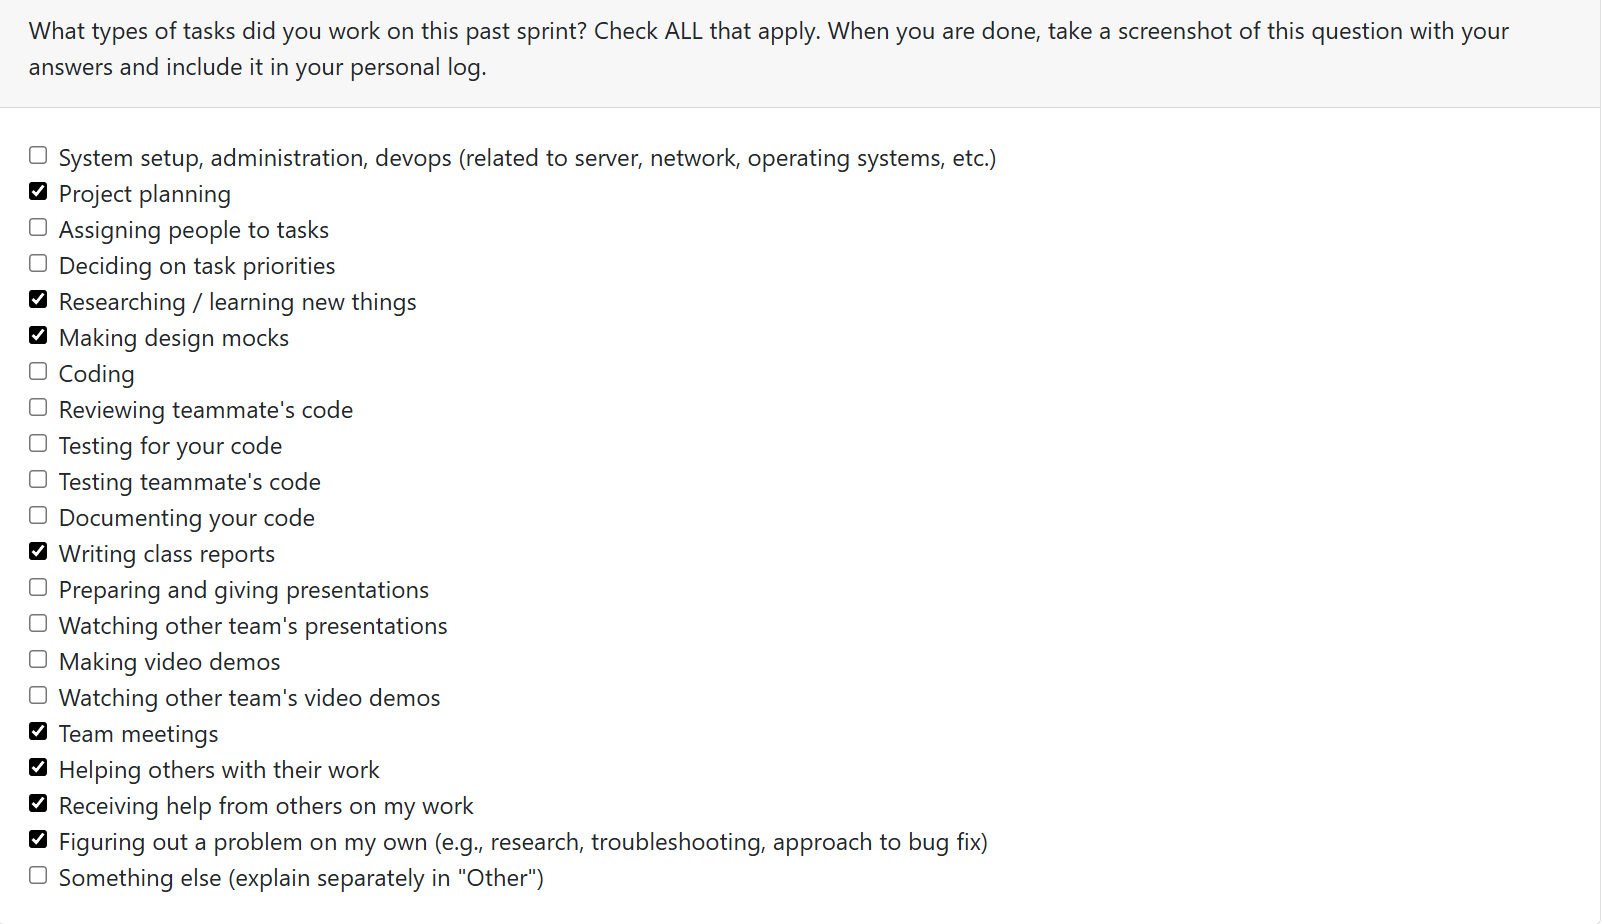 What types of tasks did you work on this past sprint? Check ALL that apply. When you are done, take a screenshot of this question with your
answers and include it in your personal log.
System setup, administration, devops (related to server, network, operating systems, etc.)
Project planning
Assigning people to tasks
Deciding on task priorities
Researching / learning new things
Making design mocks
Coding
Reviewing teammate's code
Testing for your code
Testing teammate's code
Documenting your code
Writing class reports
Preparing and giving presentations
Watching other team's presentations
Making video demos
Watching other team's video demos
Team meetings
Helping others with their work
Receiving help from others on my work
Figuring out a problem on my own (e.g., research, troubleshooting, approach to bug fix)
Something else (explain separately in "Other")